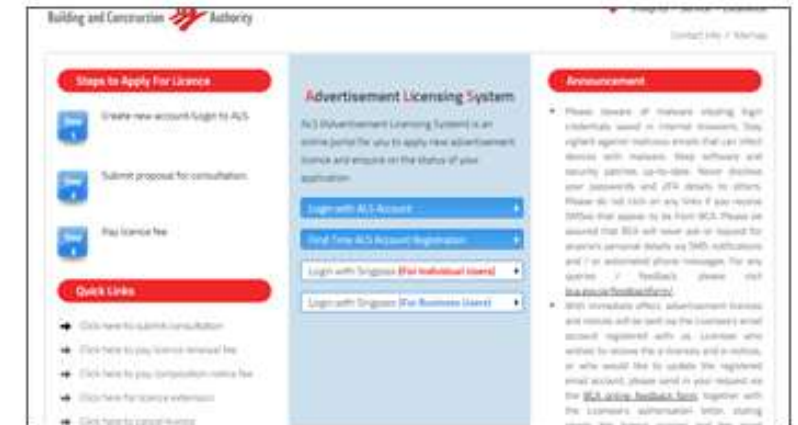 Building and Construction Authority
Contact Info / Sitemap
Steps to Apply For Licence
Create new account/Login to ALS
Submit proposal for consultation
Pay licence fee
Quick Links
Click here to submit consultation
Click here to pay licence renewal fee
Click here to pay composition notice fee
Click here for licence extension
Click here to cancel licence
Advertisement Licensing System
ALS (Advertisement Licensing System) is an
online portal for you to apply new advertisement
licence and enquire on the status of your
application
Login with ALS Account
First Time ALS Account Registration
Login with Singpass (For Individual Users)
Login with Singpass (For Business Users)
Announcement
Please beware of malware stealing login
credentials saved in internet browsers. Stay
vigilant against malicious emails that can infect
devices with malware. Keep software and
security patches up-to-date. Never disclose
your passwords and 2FA details to others.
Please do not click on any links if you receive
SMSes that appear to be from BCA. Please be
assured that BCA will never ask or request for
anyone's personal details via SMS notifications
and / or automated phone messages. For any
queries / feedback please visit
bca.gov.sg/feedbackform/.
With immediate effect, advertisement licences
and notices will be sent via the Licensee's email
account registered with us. Licensee who
wishes to receive the e-licences and e-notices,
or who would like to update the registered
email account, please send in your request via
the BCA online feedback form together with
the Licensee's authorisation letter, stating